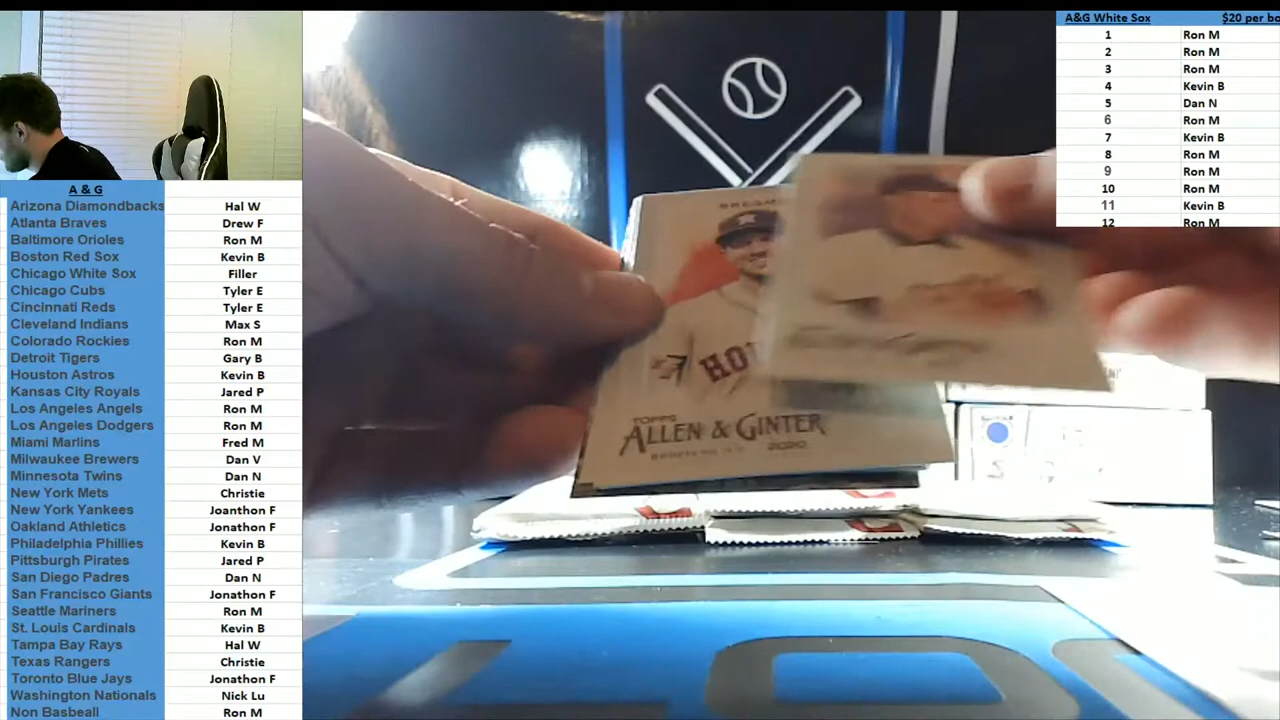 A & G
Arizona Diamondbacks Hal W
Atlanta Braves Drew F
Baltimore Orioles Ron M
Boston Red Sox Kevin B
Chicago White Sox Filler
Chicago Cubs Tyler E
Cincinnati Reds Tyler E
Cleveland Indians Max S
Colorado Rockies Ron M
Detroit Tigers Gary B
Houston Astros Kevin B
Kansas City Royals Jared P
Los Angeles Angels Ron M
Los Angeles Dodgers Ron M
Miami Marlins Fred M
Milwaukee Brewers Dan V
Minnesota Twins Dan N
New York Mets Christie
New York Yankees Joanthon F
Oakland Athletics Jonathon F
Philadelphia Phillies Kevin B
Pittsburgh Pirates Jared P
San Diego Padres Dan N
San Francisco Giants Jonathon F
Seattle Mariners Ron M
St. Louis Cardinals Kevin B
Tampa Bay Rays Hal W
Texas Rangers Christie
Toronto Blue Jays Jonathon F
Washington Nationals Nick Lu
Non Basbeall Ron M
HOU
TOPPS
ALLEN & GINTER
2020
A&G White Sox $20 per bo
1 Ron M
2 Ron M
3 Ron M
4 Kevin B
5 Dan N
6 Ron M
7 Kevin B
8 Ron M
9 Ron M
10 Ron M
11 Kevin B
12 Ron M